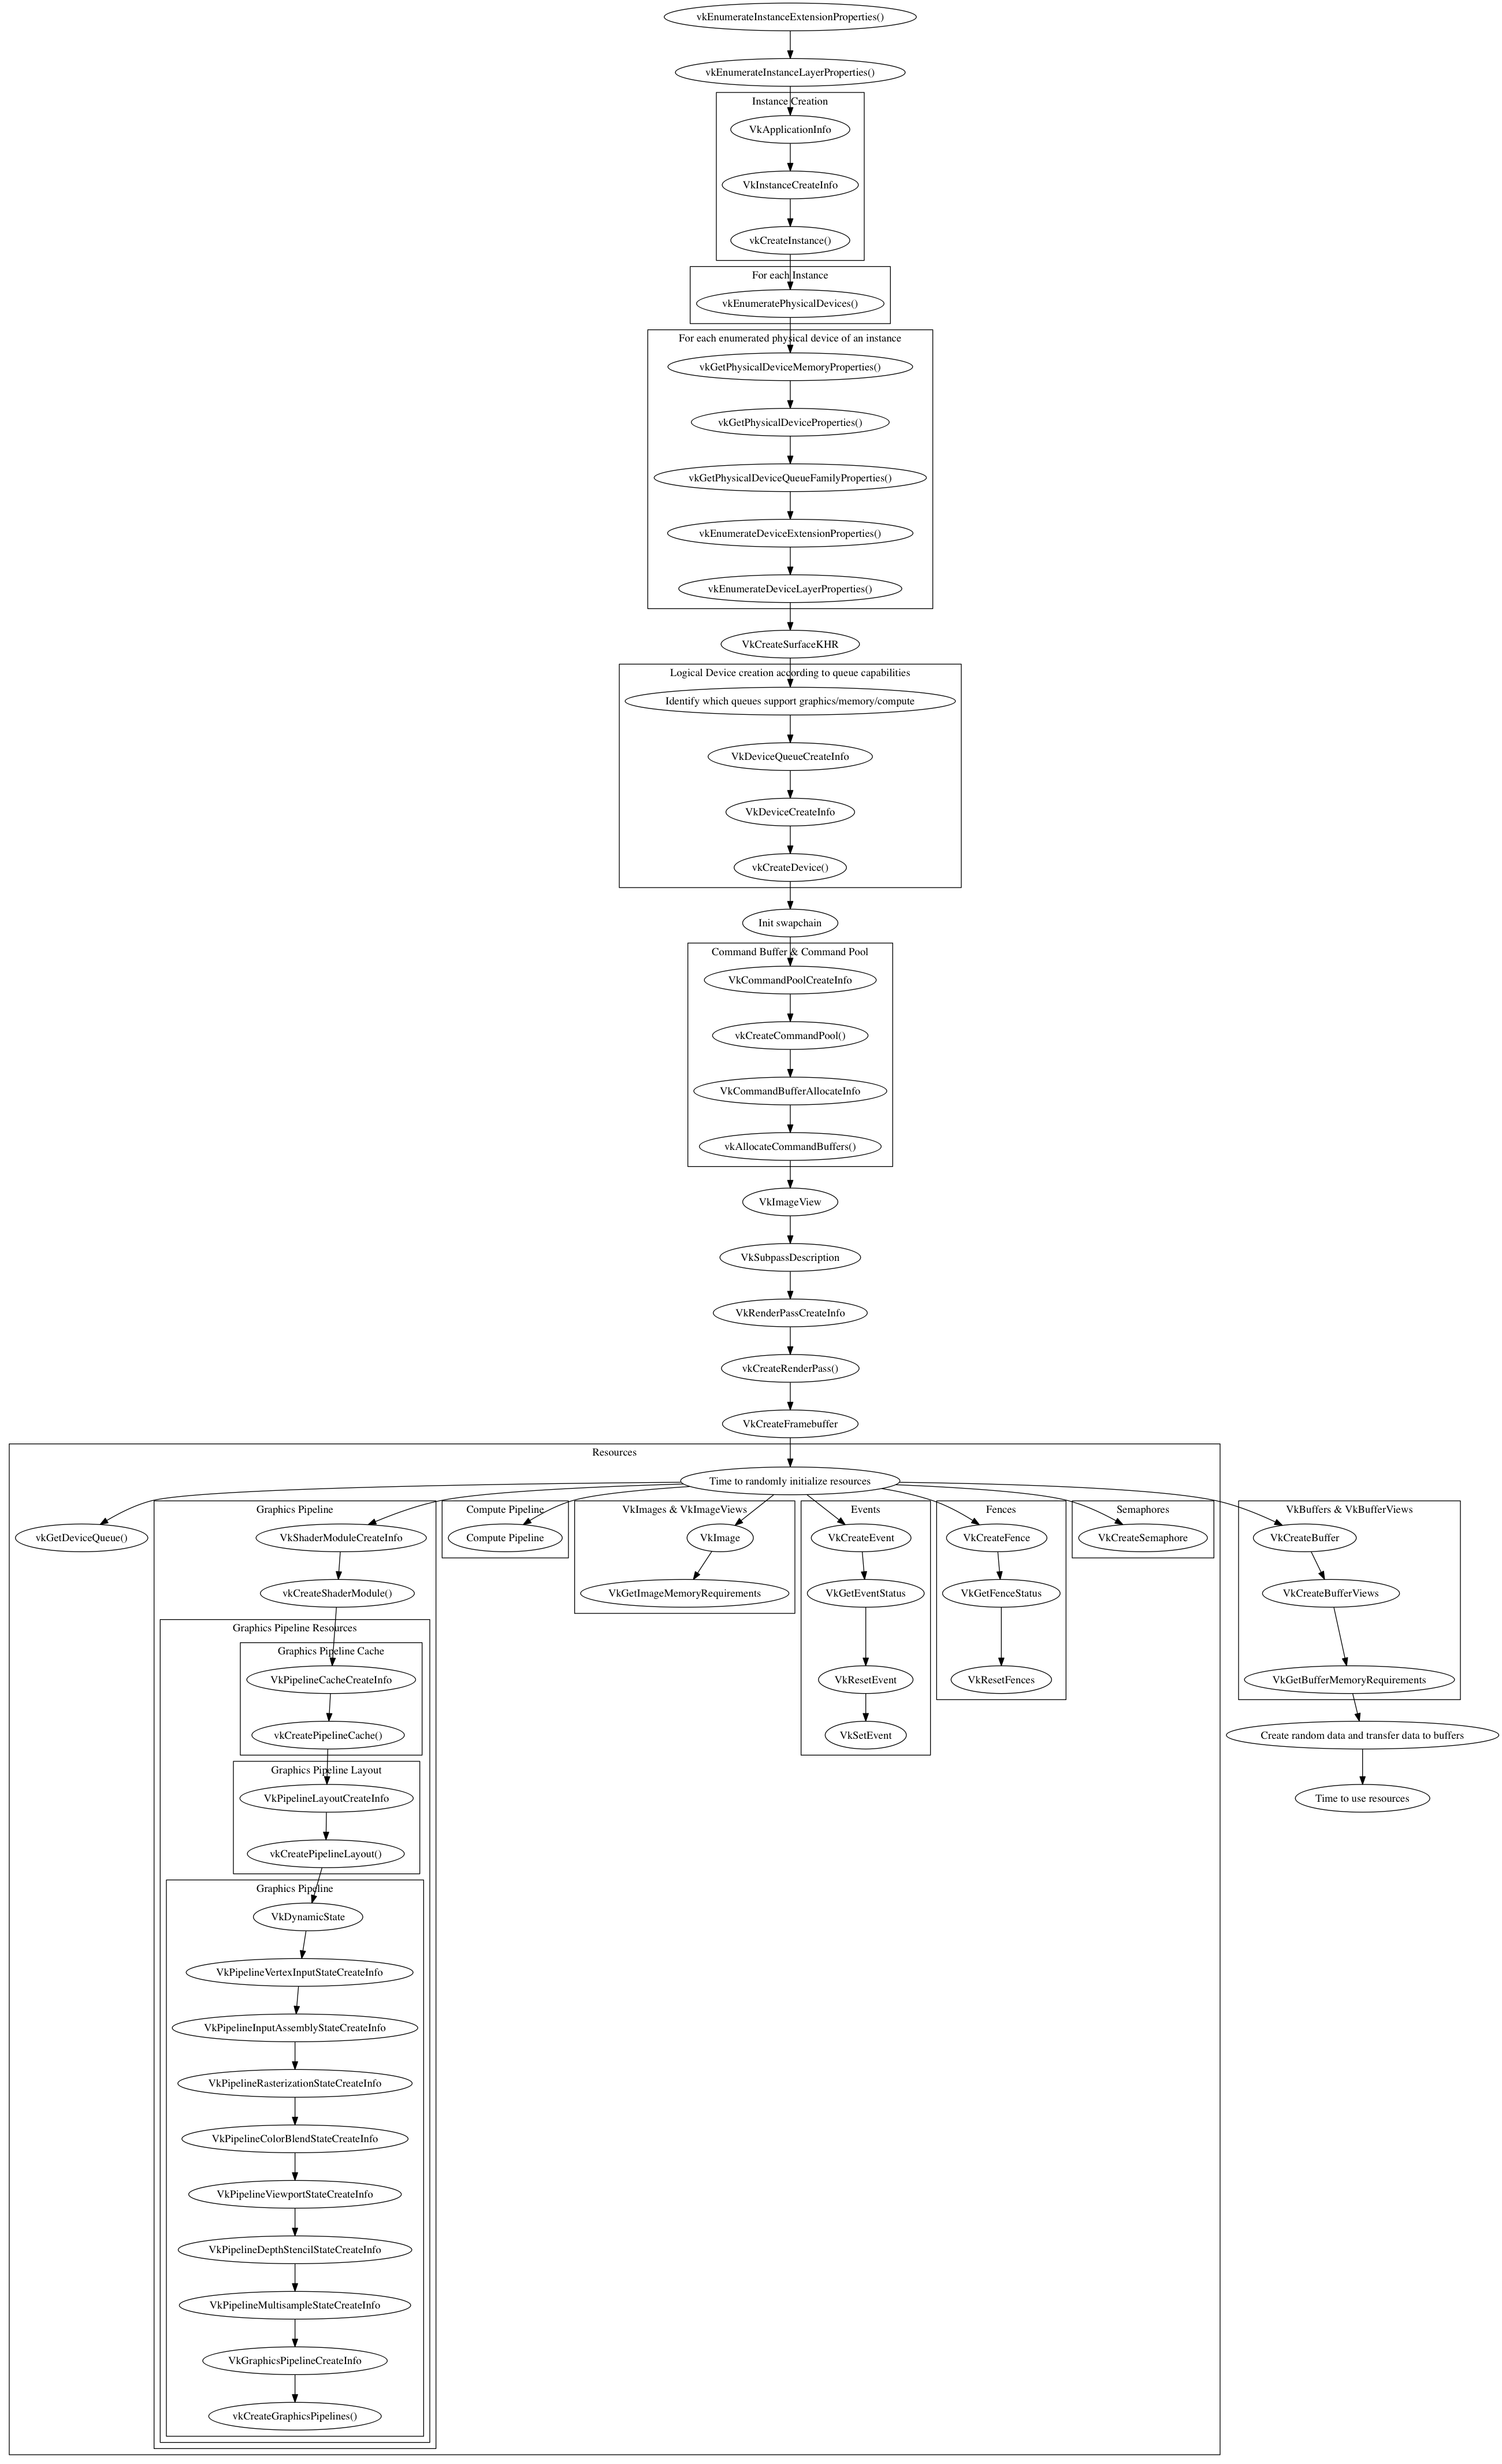 vkEnumerateInstanceExtensionProperties()
vkEnumerateInstanceLayerProperties()
Instance Creation
VkApplicationInfo
VkInstanceCreateInfo
vkCreateInstance()
For each Instance
vkEnumeratePhysicalDevices()
For each enumerated physical device of an instance
vkGetPhysicalDeviceMemoryProperties()
vkGetPhysicalDeviceProperties()
vkGetPhysicalDeviceQueueFamilyProperties()
vkEnumerateDeviceExtensionProperties()
vkEnumerateDeviceLayerProperties()
VkCreateSurfaceKHR
Logical Device creation according to queue capabilities
Identify which queues support graphics/memory/compute
VkDeviceQueueCreateInfo
VkDeviceCreateInfo
vkCreateDevice()
Init swapchain
Command Buffer & Command Pool
VkCommandPoolCreateInfo
vkCreateCommandPool()
VkCommandBufferAllocateInfo
vkAllocateCommandBuffers()
VkImageView
VkSubpassDescription
VkRenderPassCreateInfo
vkCreateRenderPass()
VkCreateFramebuffer
Resources
Time to randomly initialize resources
vkGetDeviceQueue()
Graphics Pipeline
VkShaderModuleCreateInfo
vkCreateShaderModule()
Graphics Pipeline Resources
Graphics Pipeline Cache
VkPipelineCacheCreateInfo
vkCreatePipelineCache()
Graphics Pipeline Layout
VkPipelineLayoutCreateInfo
vkCreatePipelineLayout()
Graphics Pipeline
VkDynamicState
VkPipelineVertexInputStateCreateInfo
VkPipelineInputAssemblyStateCreateInfo
VkPipelineRasterizationStateCreateInfo
VkPipelineColorBlendStateCreateInfo
VkPipelineViewportStateCreateInfo
VkPipelineDepthStencilStateCreateInfo
VkPipelineMultisampleStateCreateInfo
VkGraphicsPipelineCreateInfo
vkCreateGraphicsPipelines()
Compute Pipeline
Compute Pipeline
VkImages & VkImageViews
VkImage
VkGetImageMemoryRequirements
Events
VkCreateEvent
VkGetEventStatus
VkResetEvent
VkSetEvent
Fences
VkCreateFence
VkGetFenceStatus
VkResetFences
Semaphores
VkCreateSemaphore
VkBuffers & VkBufferViews
VkCreateBuffer
VkCreateBufferViews
VkGetBufferMemoryRequirements
Create random data and transfer data to buffers
Time to use resources